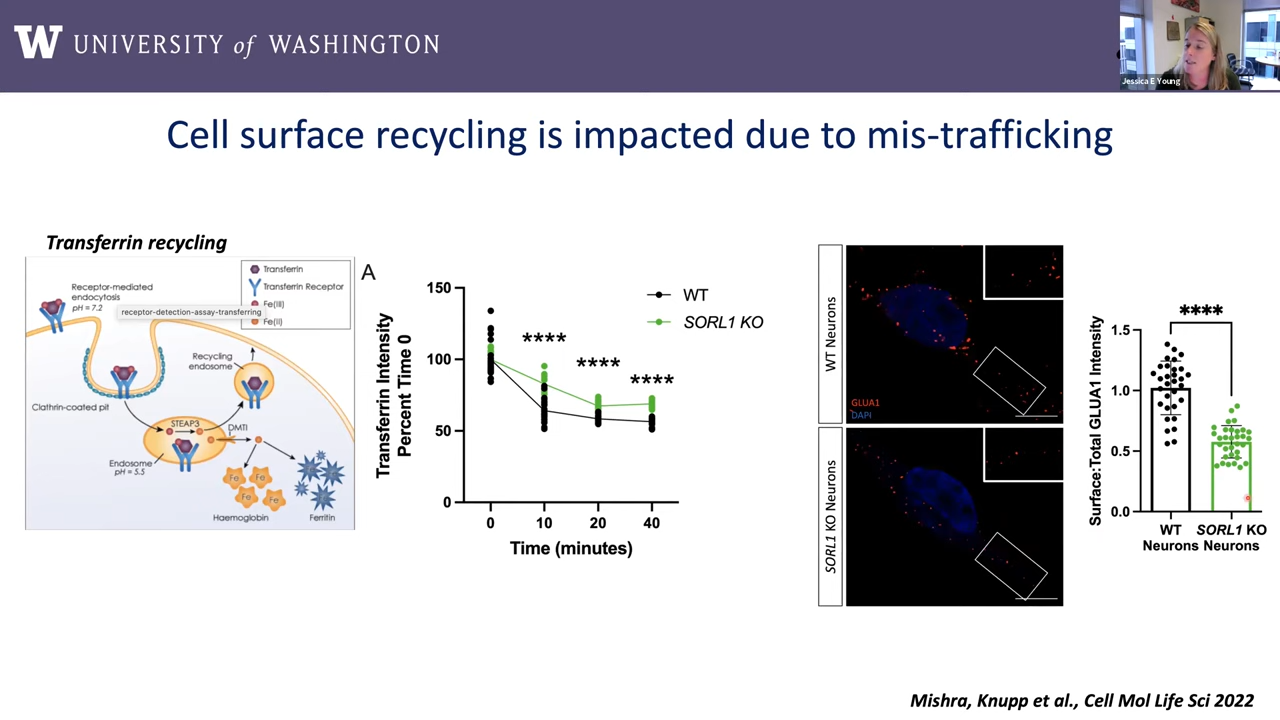 W UNIVERSITY of WASHINGTON
Jessica E Young
Cell surface recycling is impacted due to mis-trafficking
Transferrin recycling
Receptor-mediated
endocytosis
pH = 7.2
Transferrin
Transferrin Receptor
Fe(III)
Fe(II)
receptor-detection-assay-transferring
Recycling
endosome
Clathrin-coated pit
STEAP3
DMTI
Endosome
pH = 5.5
Fe
Fe
Fe
Fe
Haemoglobin
Ferritin
A
Transferrin Intensity
Percent Time 0
150
100
50
0
0 10 20 40
Time (minutes)
WT
SORL1 KO
****
****
****
WT Neurons
GLUA1
DAPI
SORL1 KO Neurons
Surface:Total GLUA1 Intensity
1.5
1.0
0.5
0.0
****
WT SORL1 KO
Neurons Neurons
Mishra, Knupp et al., Cell Mol Life Sci 2022